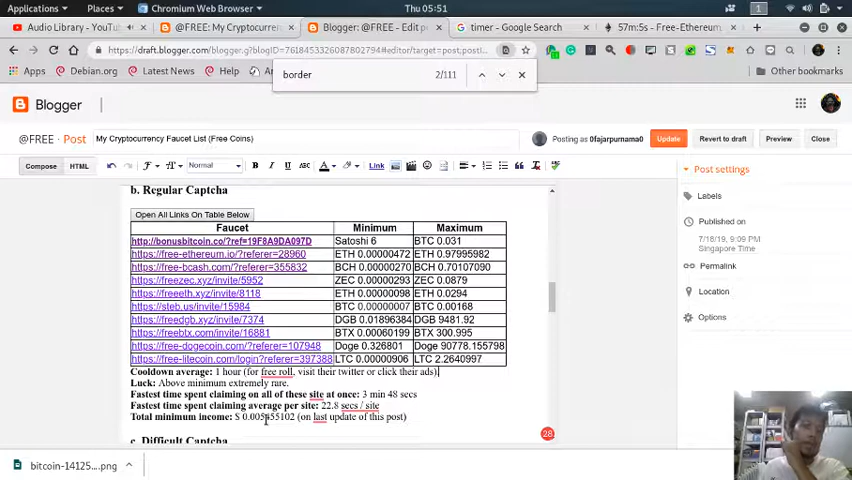 Applications Places Chromium Web Browser Thu 05:51
Audio Library - YouTub @FREE: My Cryptocurrenc Blogger: @FREE - Edit p timer - Google Search 57m:5s - Free-Ethereum.
https://draft.blogger.com/blogger.g?blogID=7618453326087802794#editor/target=post;posti...
Apps Debian.org Latest News Help Other bookmarks
border 2/111
Blogger
@FREE · Post My Cryptocurrency Faucet List (Free Coins) Posting as 0fajarpurnama0 Update Revert to draft Preview Close
Compose HTML Normal Link Post settings
b. Regular Captcha
Labels
Open All Links On Table Below
Published on
7/18/19, 9:09 PM
Singapore Time
Permalink
Location
Options
Faucet Minimum Maximum
http://bonusbitcoin.co/?ref=19F8A9DA097D Satoshi 6 BTC 0.031
https://free-ethereum.io/?referer=28960 ETH 0.00000472 ETH 0.97995982
https://free-bcash.com/?referer=355832 BCH 0.00000270 BCH 0.70107090
https://freezec.xyz/invite/5952 ZEC 0.00000293 ZEC 0.0879
https://freeeth.xyz/invite/8118 ETH 0.00000098 ETH 0.0294
https://steb.us/invite/15984 BTC 0.00000007 BTC 0.00168
https://freedgb.xyz/invite/7374 DGB 0.01896384 DGB 9481.92
https://freebtx.com/invite/16881 BTX 0.00060199 BTX 300.995
https://free-dogecoin.com/?referer=107948 Doge 0.326801 Doge 90778.155798
https://free-litecoin.com/login?referer=397388 LTC 0.00000906 LTC 2.2640997
Cooldown average: 1 hour (for free roll, visit their twitter or click their ads).
Luck: Above minimum extremely rare.
Fastest time spent claiming on all of these site at once: 3 min 48 secs
Fastest time spent claiming average per site: 22.8 secs / site
Total minimum income: $ 0.005455102 (on last update of this post)
c. Difficult Captcha
28
bitcoin-14125....png